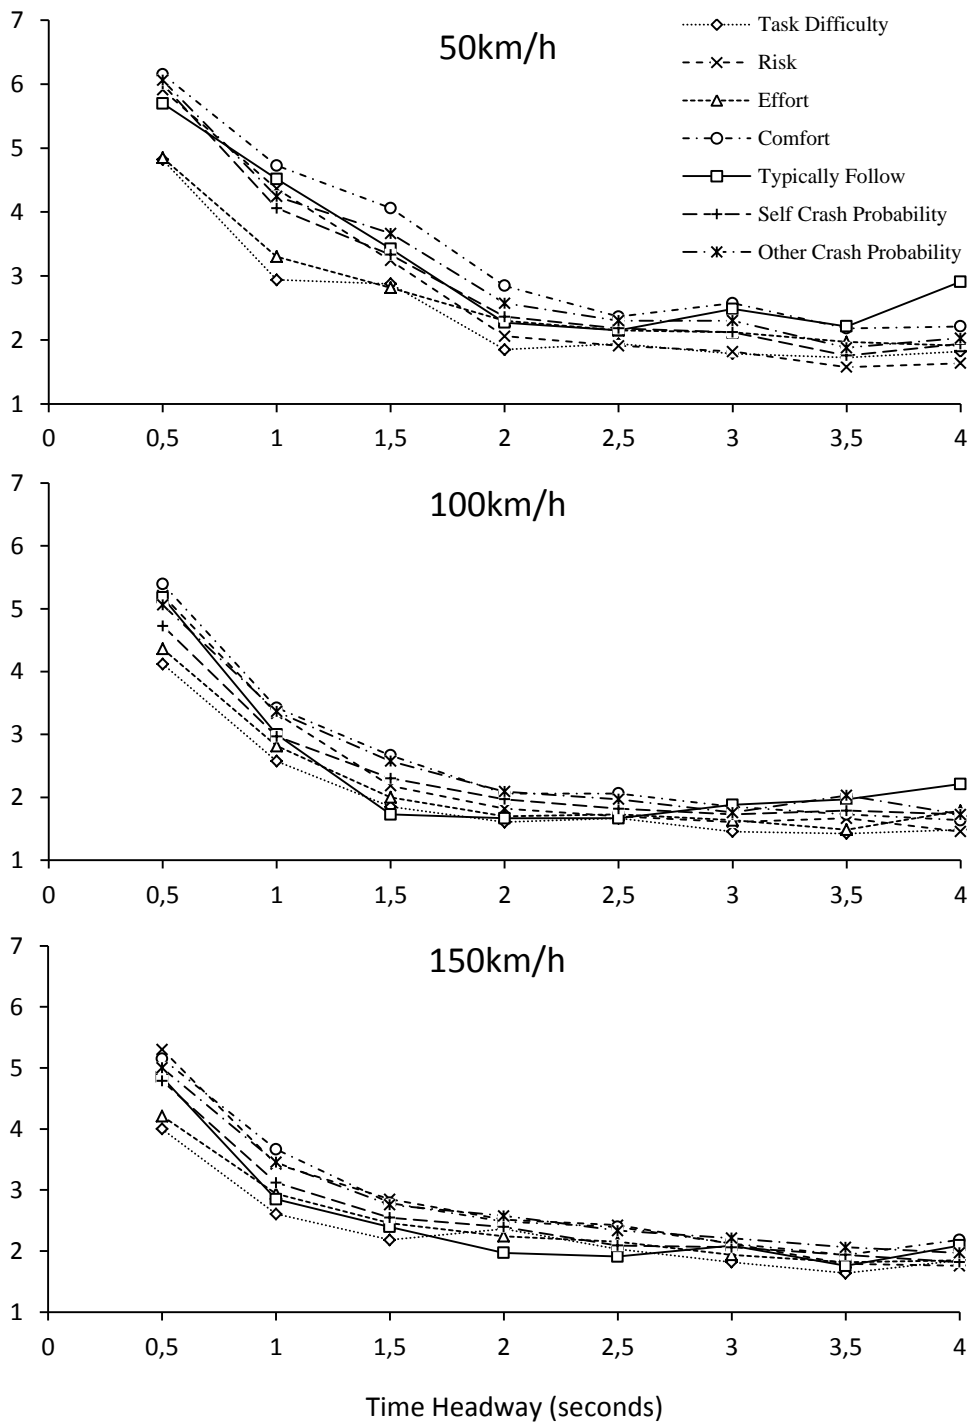 50km/h
Task Difficulty
Risk
Effort
Comfort
Typically Follow
Self Crash Probability
Other Crash Probability
7
6
5
4
3
2
1
0 0,5 1 1,5 2 2,5 3 3,5 4
100km/h
7
6
5
4
3
2
1
0 0,5 1 1,5 2 2,5 3 3,5 4
150km/h
7
6
5
4
3
2
1
0 0,5 1 1,5 2 2,5 3 3,5 4
Time Headway (seconds)